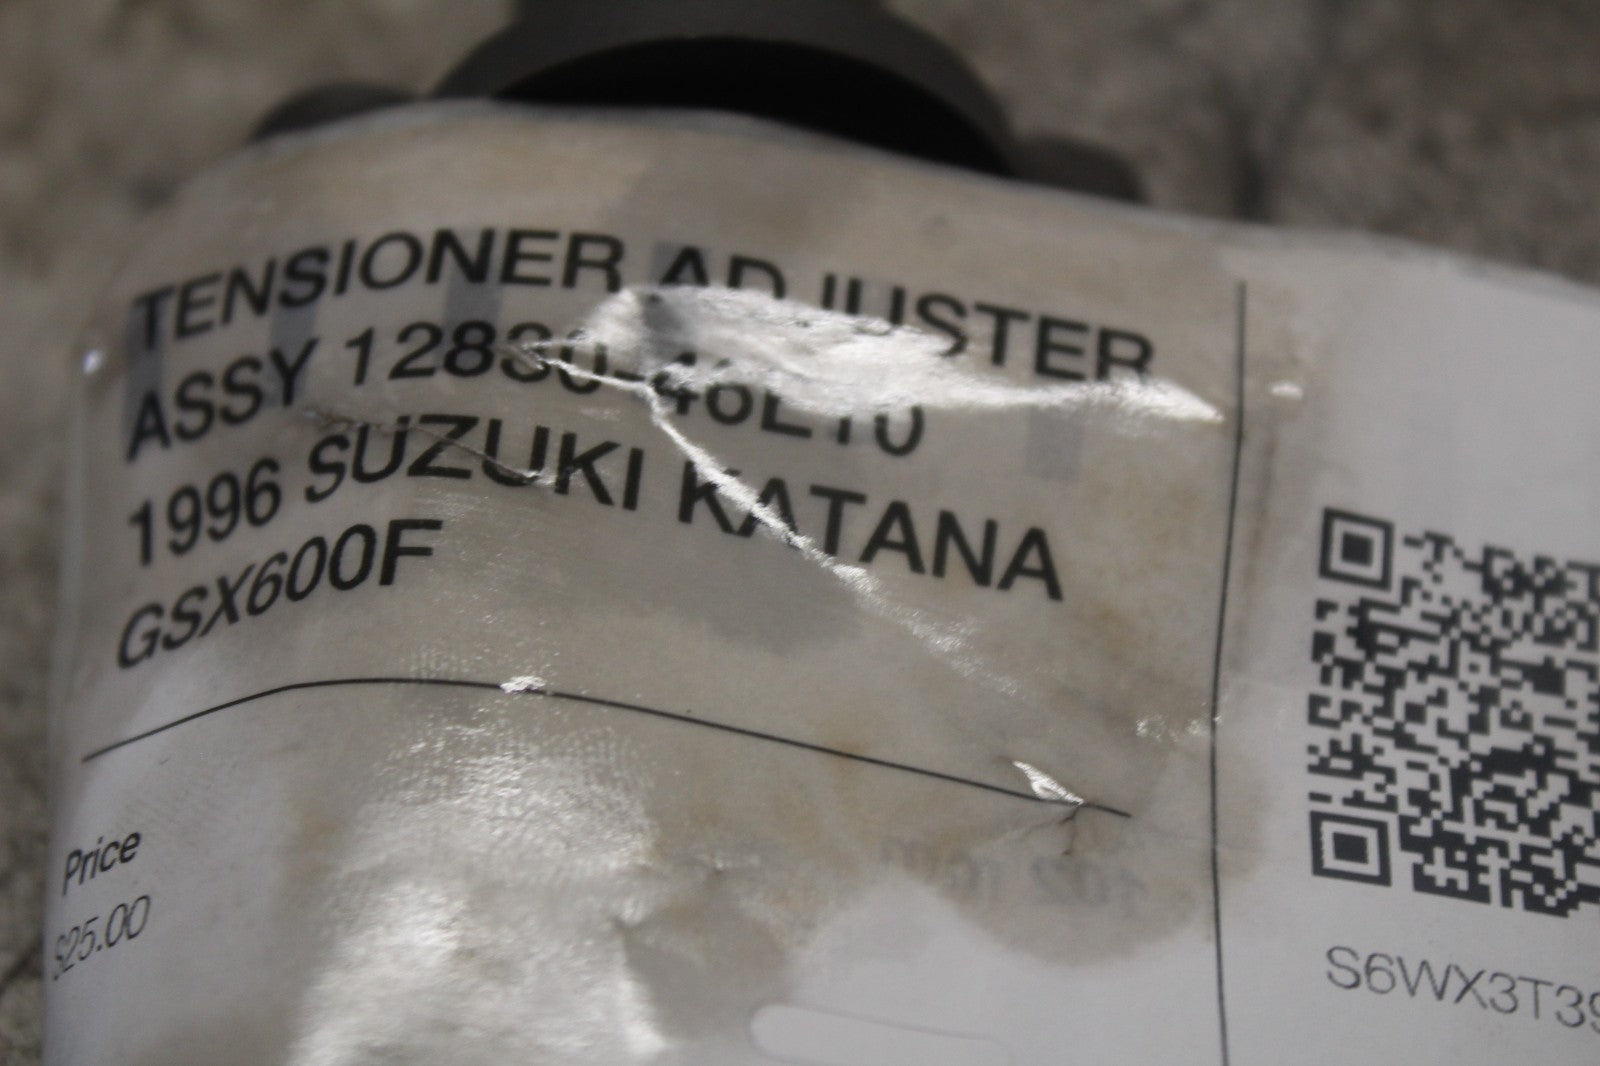 TENSIONER ADJUSTER
ASSY 12830-46E10
1996 SUZUKI KATANA
GSX600F
Price
$25.00
S6WX3T39